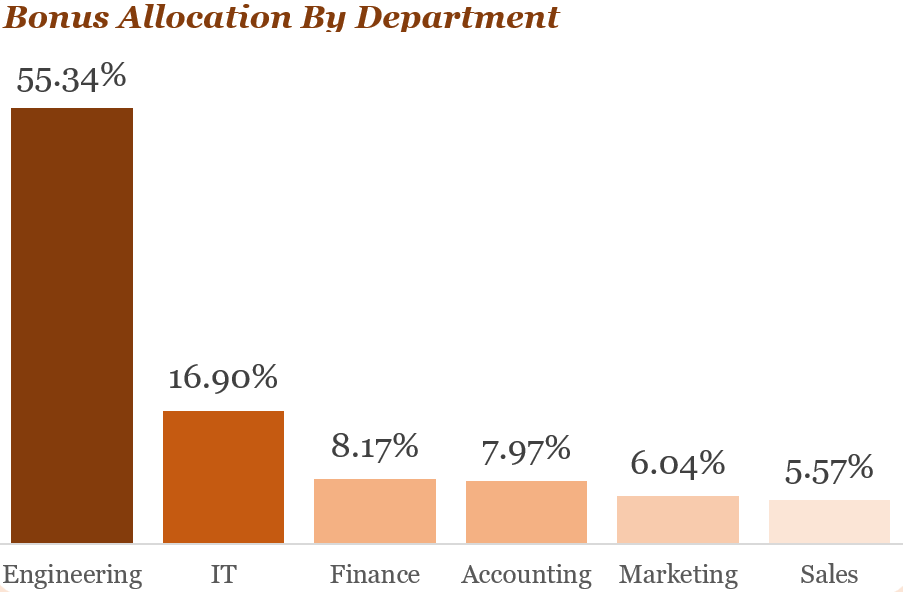 Bonus Allocation By Department
55.34%
16.90%
8.17%
7.97%
6.04%
5.57%
Engineering
IT
Finance
Accounting
Marketing
Sales